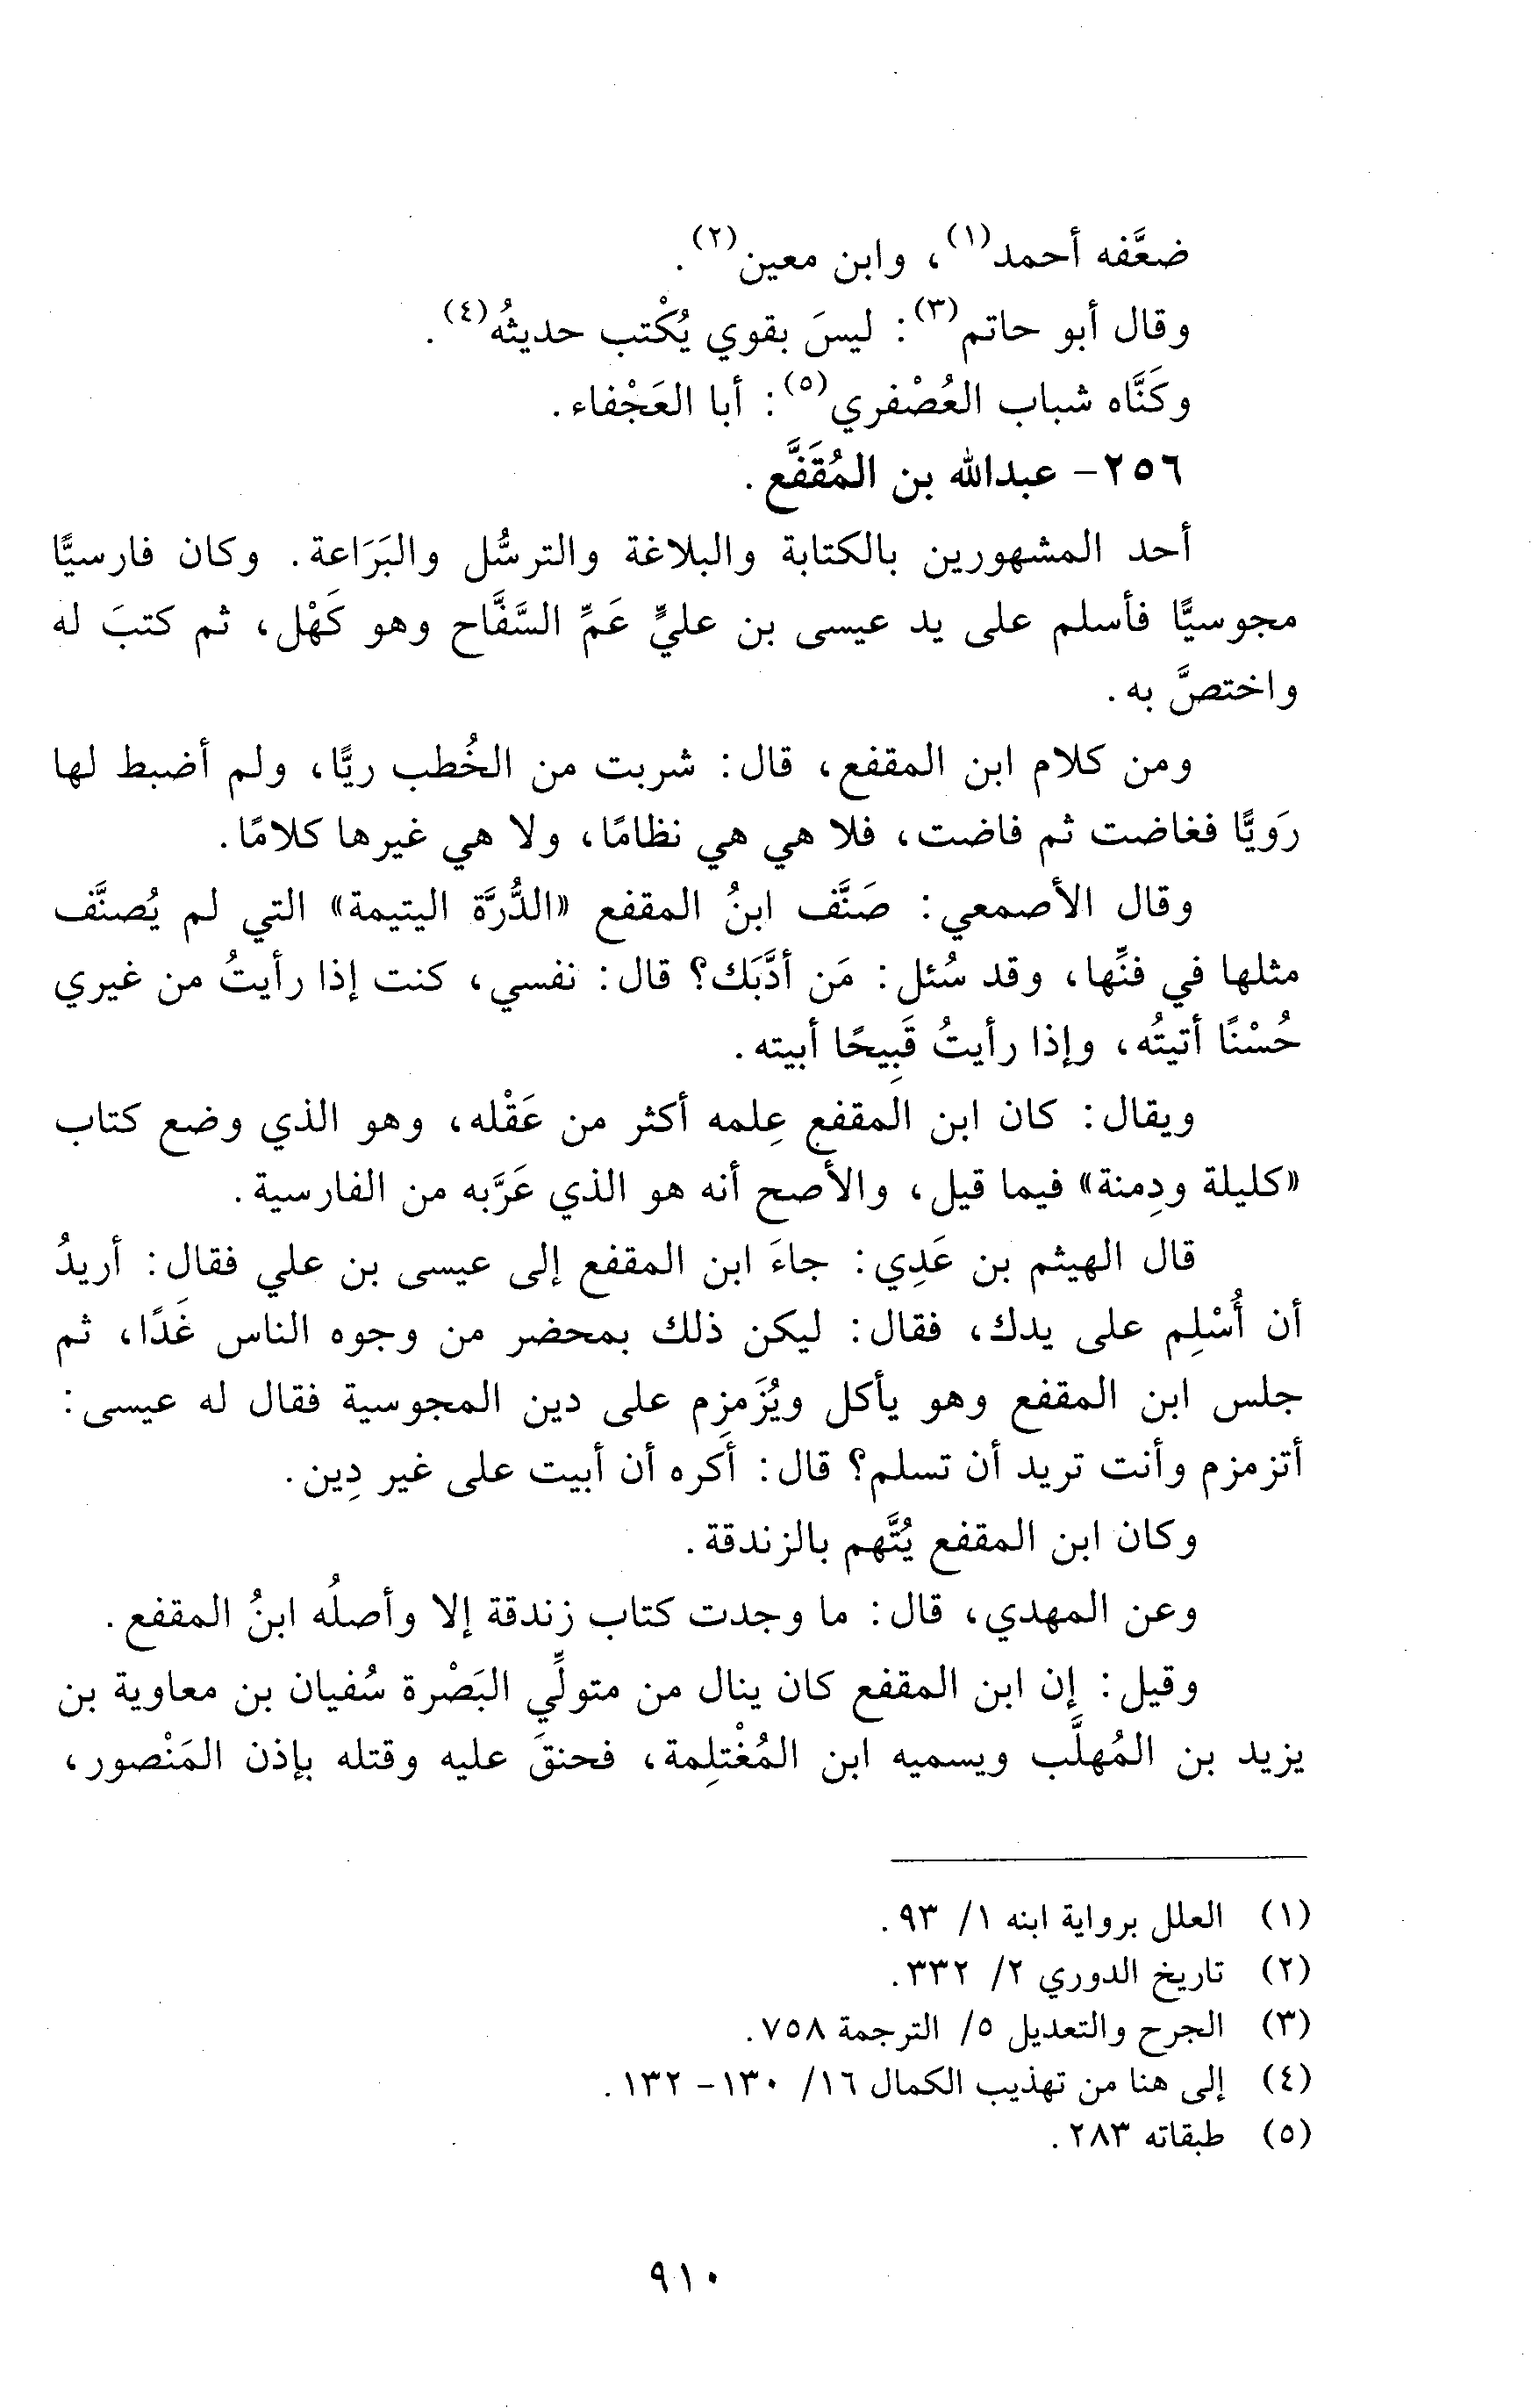 ضعَّفه أحمد(١)، وابن معين(٢).
وقال أبو حاتم(٣): ليسَ بقوي يُكْتب حديثُه(٤).
وكَنَّاه شباب العُصْفري(٥): أبا العَجْفاء.
٢٥٦- عبدالله بن المُقَفَّع.
أحد المشهورين بالكتابة والبلاغة والترسُّل والبَرَاعة. وكان فارسيًّا
مجوسيًّا فأسلم على يد عيسى بن عليٍّ عَمِّ السَّفَّاح وهو كَهْل، ثم كتبَ له
واختصَّ به.
ومن كلام ابن المقفع، قال: شربت من الخُطب ريًّا، ولم أضبط لها
رَويًّا فغاضت ثم فاضت، فلا هي هي نظامًا، ولا هي غيرها كلامًا.
وقال الأصمعي: صَنَّف ابنُ المقفع «الدُّرَّة اليتيمة» التي لم يُصنَّف
مثلها في فنِّها، وقد سُئل: مَن أدَّبَك؟ قال: نفسي، كنت إذا رأيتُ من غيري
حُسْنًا أتيتُه، وإذا رأيتُ قَبِيحًا أبيته.
ويقال: كان ابن المقفع عِلمه أكثر من عَقْله، وهو الذي وضع كتاب
«كليلة ودِمنة» فيما قيل، والأصح أنه هو الذي عَرَّبه من الفارسية.
قال الهيثم بن عَدِي: جاءَ ابن المقفع إلى عيسى بن علي فقال: أريدُ
أن أُسْلِم على يدك، فقال: ليكن ذلك بمحضر من وجوه الناس غَدًا، ثم
جلس ابن المقفع وهو يأكل ويُزَمزِم على دين المجوسية فقال له عيسى:
أتزمزم وأنت تريد أن تسلم؟ قال: أكره أن أبيت على غير دِين.
وكان ابن المقفع يُتَّهم بالزندقة.
وعن المهدي، قال: ما وجدت كتاب زندقة إلا وأصلُه ابنُ المقفع.
وقيل: إن ابن المقفع كان ينال من متولِّي البَصْرة سُفيان بن معاوية بن
يزيد بن المُهلَّب ويسميه ابن المُغْتلِمة، فحنقَ عليه وقتله بإذن المَنْصور،
(١) العلل برواية ابنه ١/ ٩٣.
(٢) تاريخ الدوري ٢/ ٣٣٢.
(٣) الجرح والتعديل ٥/ الترجمة ٧٥٨.
(٤) إلى هنا من تهذيب الكمال ١٦/ ١٣٠- ١٣٢.
(٥) طبقاته ٢٨٣.
٩١٠